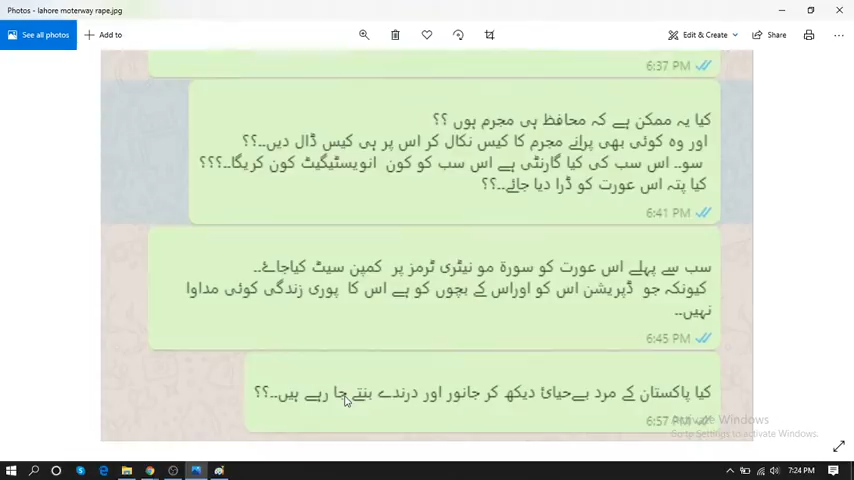 Photos - lahore moterway rape.jpg
See all photos
Add to
Edit & Create
Share
6:37 PM
کیا یہ ممکن ہے کہ محافظ ہی مجرم ہوں ؟؟
اور وہ کوئی بھی پرانے مجرم کا کیس نکال کر اس پر ہی کیس ڈال دیں..؟؟
سو.. اس سب کی کیا گارنٹی ہے اس سب کو کون انویسٹیگیٹ کون کریگا..؟؟؟
کیا پتہ اس عورت کو ڈرا دیا جائے..؟؟
6:41 PM
سب سے پہلے اس عورت کو سورۃ مو نیٹری ٹرمز پر کمپن سیٹ کیاجاۓ..
کیونکہ جو ڈپریشن اس کو اوراس کے بچوں کو ہے اس کا پوری زندگی کوئی مداوا
نہیں..
6:45 PM
کیا پاکستان کے مرد بےحیائ دیکھ کر جانور اور درندے بنتے جا رہے ہیں..؟؟
6:57 PM
Activate Windows
Go to Settings to activate Windows.
7:24 PM